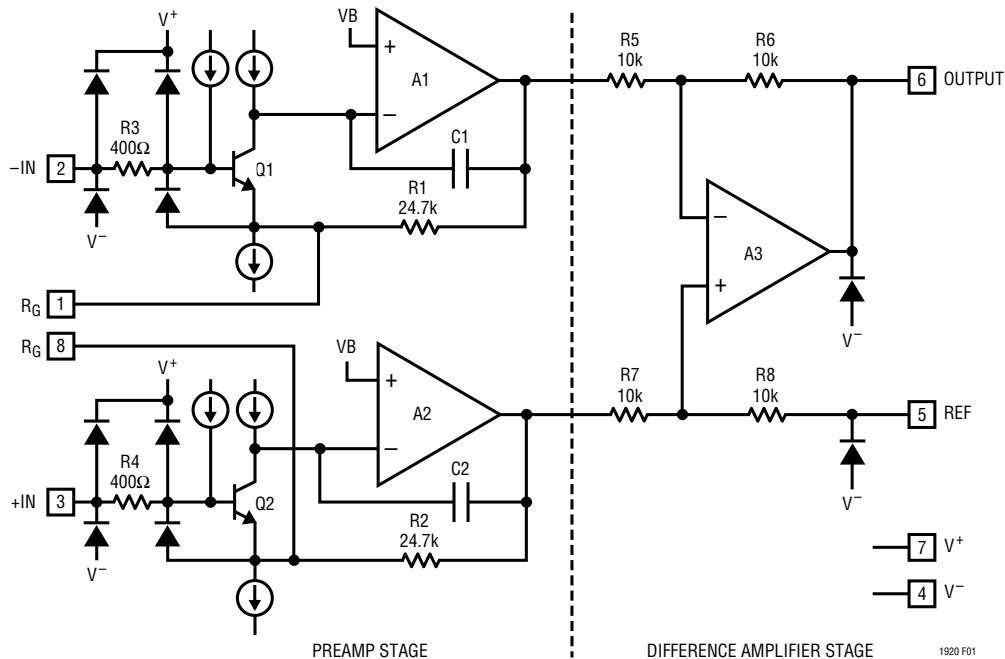 V+
VB
+
A1
−
R5
10k
R6
10k
6 OUTPUT
R3
400Ω
−IN 2
Q1
C1
R1
24.7k
V−
−
A3
+
RG 1
RG 8
V−
V+
VB
+
A2
−
R7
10k
R8
10k
5 REF
R4
400Ω
+IN 3
Q2
C2
R2
24.7k
V−
V−
7 V+
4 V−
PREAMP STAGE
DIFFERENCE AMPLIFIER STAGE
1920 F01